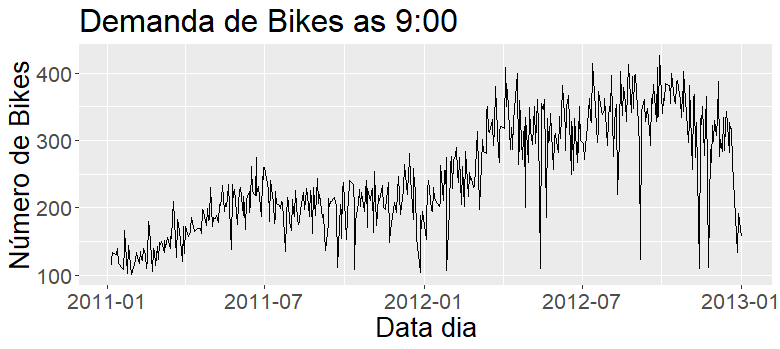 Demanda de Bikes as 9:00
Número de Bikes
400
300
200
100
2011-01 2011-07 2012-01 2012-07 2013-01
Data dia